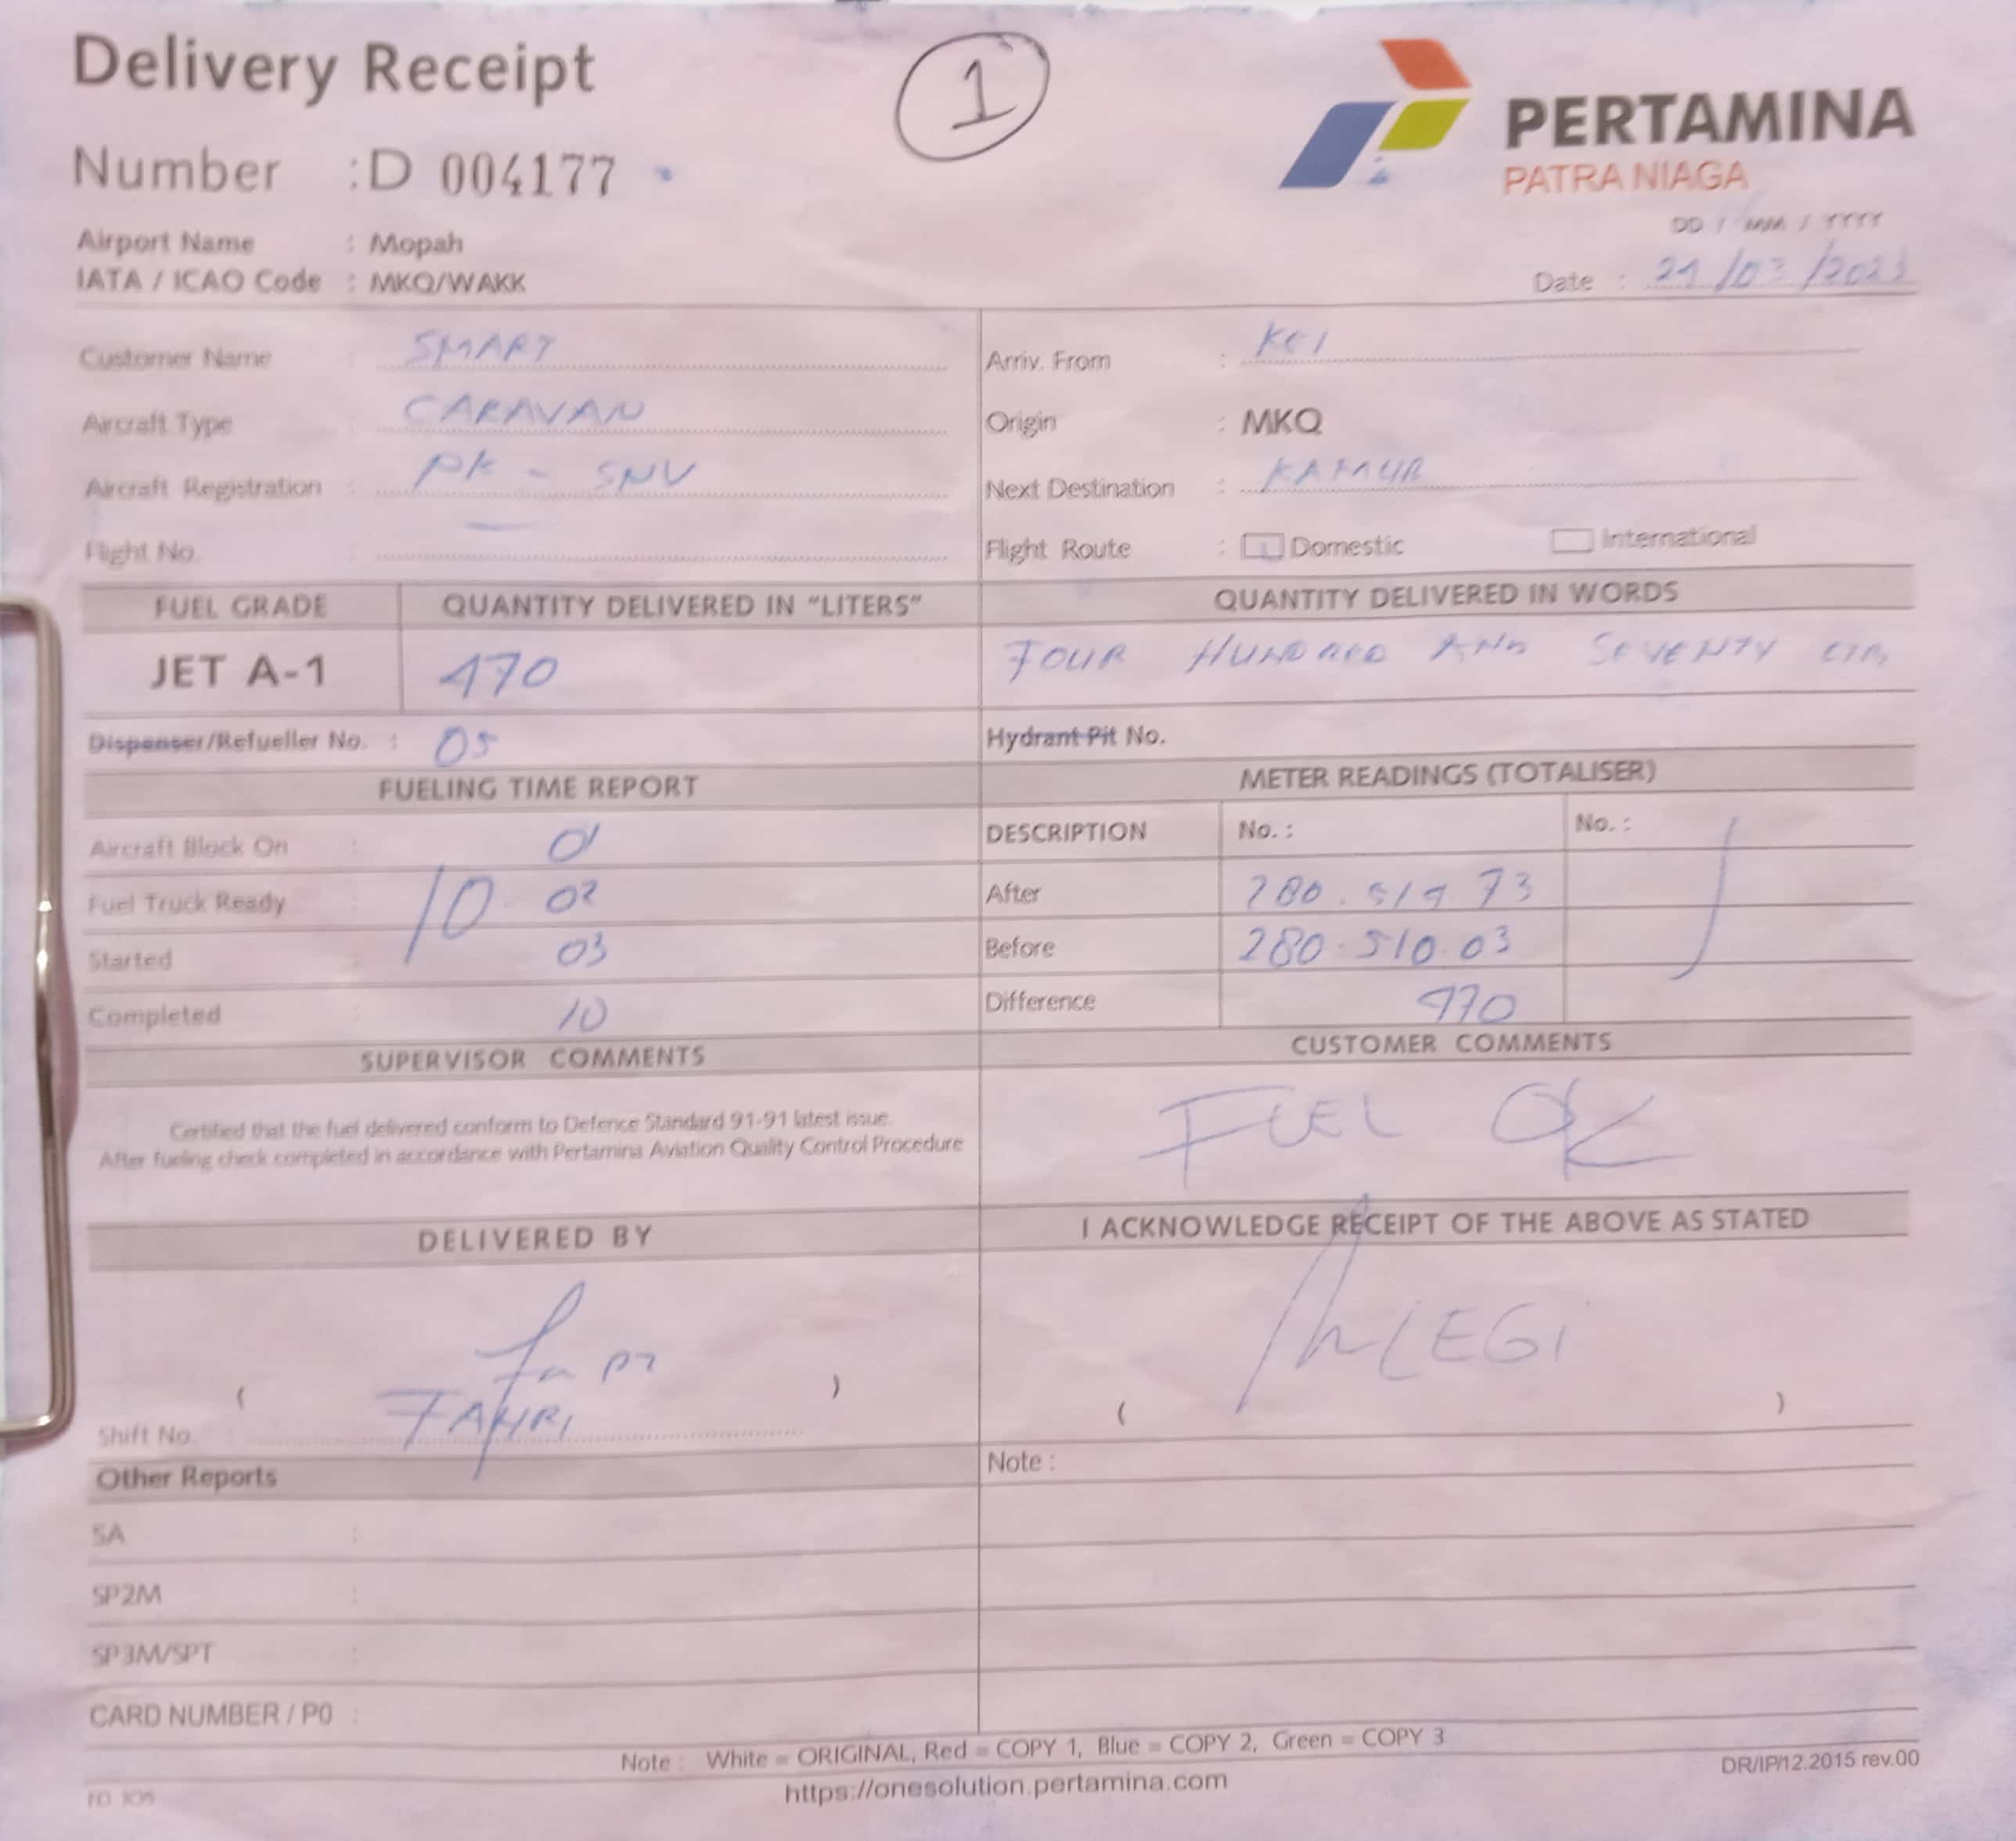 Delivery Receipt
1
PERTAMINA
PATRA NIAGA
Number : D 004177
Airport Name : Mopah
IATA / ICAO Code : MKQ/WAKK
DD / MM / YYYY
Date : 21/03/2023
Customer Name : SMART
Arriv. From : KEI
Aircraft Type : CARAVAN
Origin : MKQ
Aircraft Registration : PK - SNV
Next Destination :
Flight No. : —
Flight Route : Domestic International
FUEL GRADE QUANTITY DELIVERED IN "LITERS" QUANTITY DELIVERED IN WORDS
JET A-1 470 FOUR HUNDRED AND SEVENTY LTR
Dispenser/Refueller No. : 05
Hydrant Pit No.
FUELING TIME REPORT METER READINGS (TOTALISER)
Aircraft Block On : 01
DESCRIPTION No. : No. :
Fuel Truck Ready : 10 02
After 280.514.73
Started : 03
Before 280.510.03
Completed : 10
Difference 470
SUPERVISOR COMMENTS CUSTOMER COMMENTS
Certified that the fuel delivered conform to Defence Standard 91-91 latest issue.
After fueling check completed in accordance with Pertamina Aviation Quality Control Procedure
FUEL OK
DELIVERED BY I ACKNOWLEDGE RECEIPT OF THE ABOVE AS STATED
( FAHRI )
( EGI )
Shift No.
Other Reports
Note :
SA :
SP2M :
SP3M/SPT :
CARD NUMBER / P0 :
Note : White = ORIGINAL, Red = COPY 1, Blue = COPY 2, Green = COPY 3
https://onesolution.pertamina.com
DR/IP/12.2015 rev.00